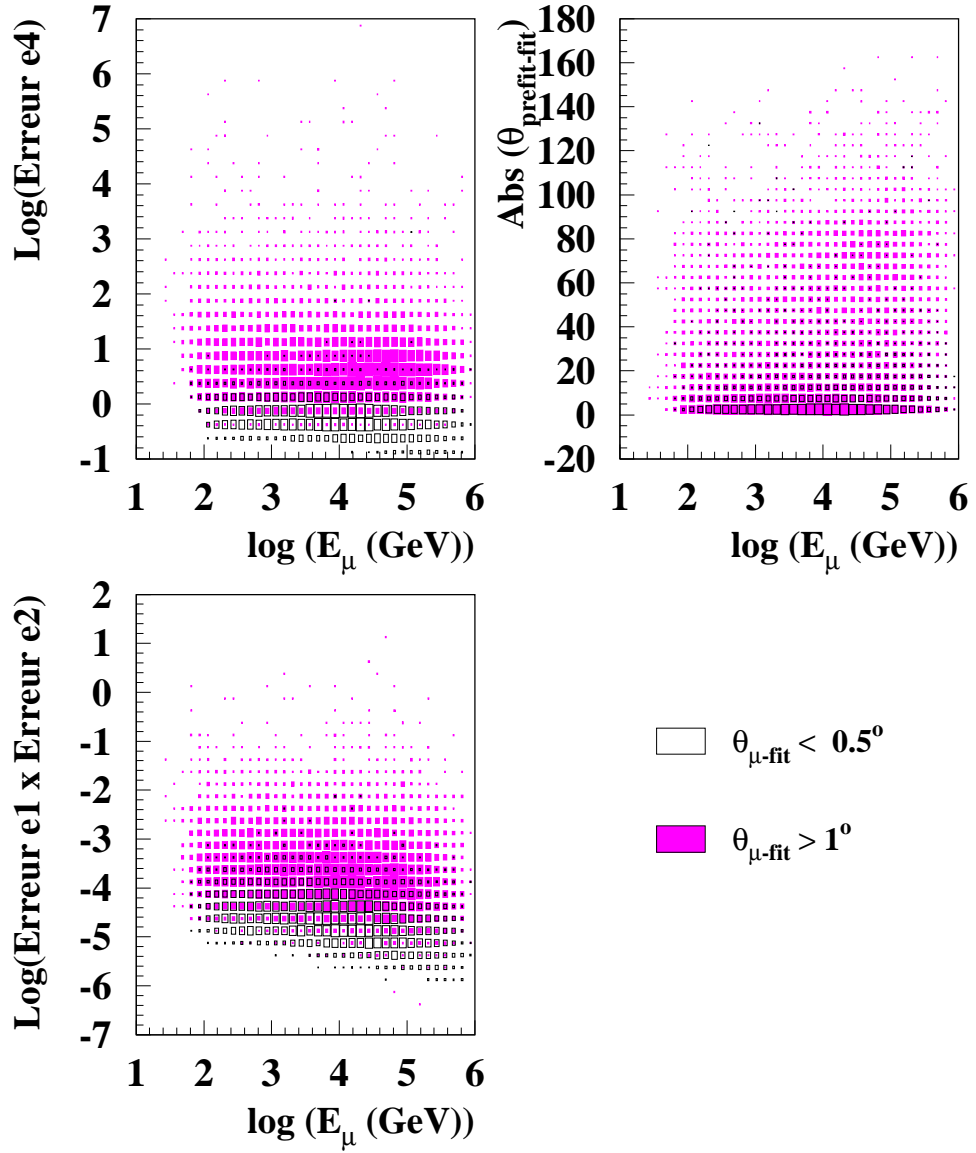 Log(Erreur e4)
7
6
5
4
3
2
1
0
-1
1 2 3 4 5 6
log (Eμ (GeV))
Abs (θprefit-fit)
180
160
140
120
100
80
60
40
20
0
-20
1 2 3 4 5 6
log (Eμ (GeV))
Log(Erreur e1 x Erreur e2)
2
1
0
-1
-2
-3
-4
-5
-6
-7
1 2 3 4 5 6
log (Eμ (GeV))
θμ-fit < 0.5º
θμ-fit > 1º